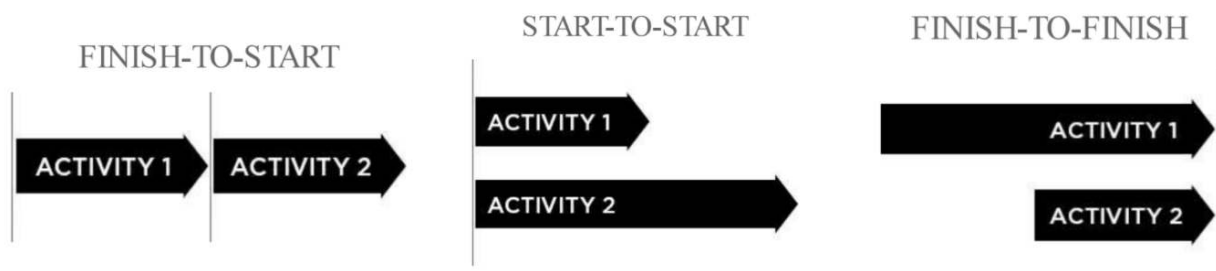 FINISH-TO-START
ACTIVITY 1
ACTIVITY 2
START-TO-START
ACTIVITY 1
ACTIVITY 2
FINISH-TO-FINISH
ACTIVITY 1
ACTIVITY 2